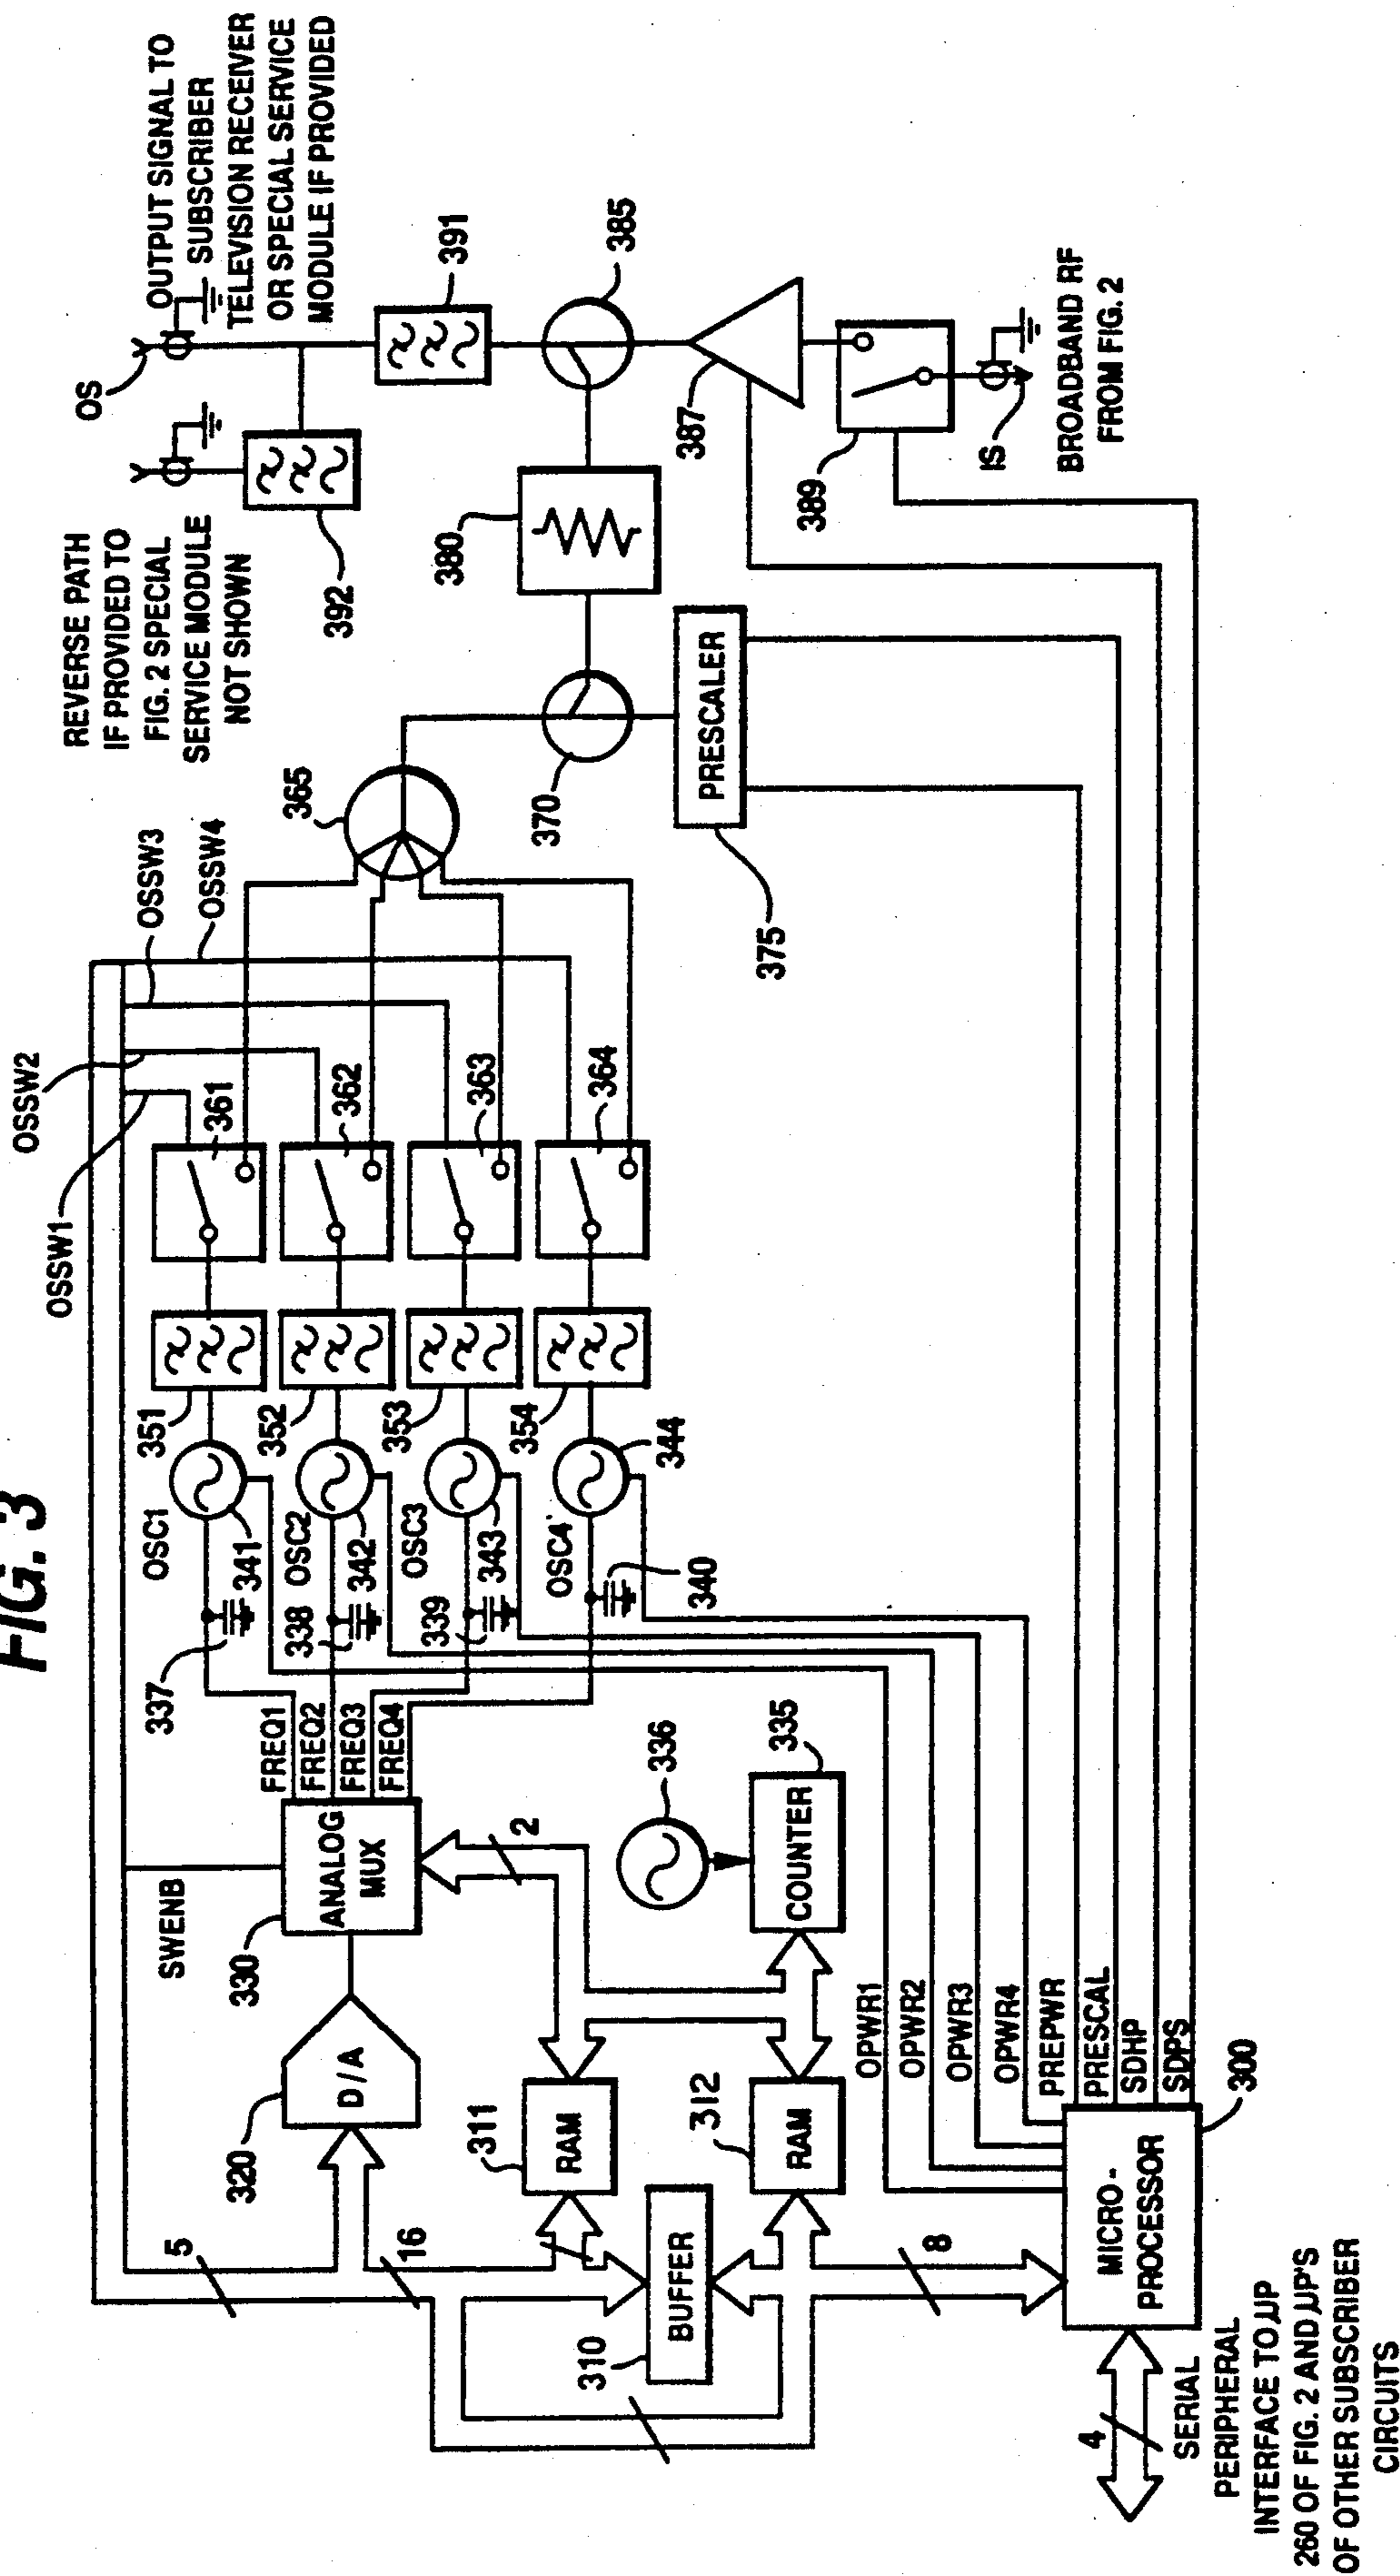 FIG. 3
OSSW1
OSSW2
OSSW3
OSSW4
REVERSE PATH
IF PROVIDED TO
FIG. 2 SPECIAL
SERVICE MODULE
NOT SHOWN
OS
OUTPUT SIGNAL TO
SUBSCRIBER
TELEVISION RECEIVER
OR SPECIAL SERVICE
MODULE IF PROVIDED
5
16
SWENB
320
D/A
330
ANALOG
MUX
FREQ1
FREQ2
FREQ3
FREQ4
337
338
339
340
OSC1
OSC2
OSC3
OSC4
341
342
343
344
351
352
353
354
361
362
363
364
365
370
375
PRESCALER
380
385
387
389
391
392
IS
BROADBAND RF
FROM FIG. 2
310
BUFFER
311
RAM
312
RAM
2
336
335
COUNTER
8
OPWR1
OPWR2
OPWR3
OPWR4
PREPWR
PRESCAL
SDHP
SDPS
300
MICRO-
PROCESSOR
4
SERIAL
PERIPHERAL
INTERFACE TO µP
260 OF FIG. 2 AND µP'S
OF OTHER SUBSCRIBER
CIRCUITS